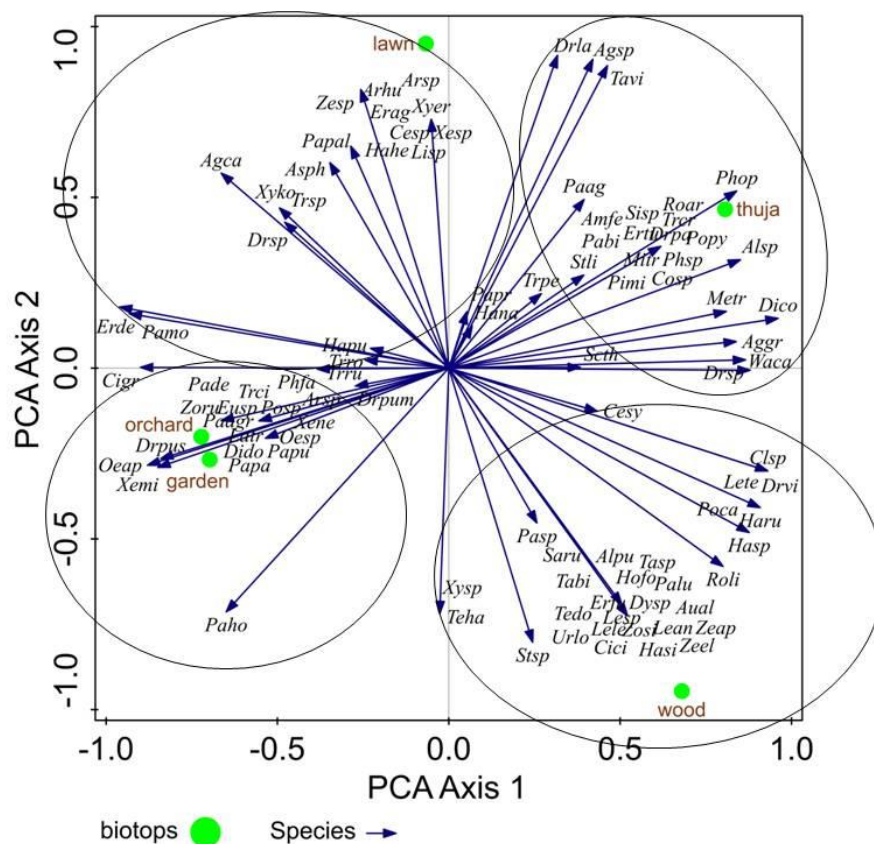 1.0
0.5
0.0
-0.5
-1.0
PCA Axis 2
lawn
Drla
Agsp
Tavi
Arsp
Arhu
Zesp
Erag
Xyer
Cesp
Xesp
Papal
Hahe
Lisp
Agca
Asph
Xyko
Trsp
Drsp
Paag
Phop
thuja
Roar
Sisp
Trcr
Amfe
Popy
Pabi
Alsp
Stli
Phsp
Pimi
Cosp
Trpe
Papr
Hana
Metr
Dico
Erde
Pamo
Hapu
Trro
Trru
Aggr
Scth
Waca
Drsp
Cigr
Pade
Trci
Phfa
Drpum
Zoru
Eusp
Posp
Xene
orchard
Oesp
Drpus
Dido
Papu
Oeap
Papa
Xemi
garden
Cesy
Clsp
Lete
Drvi
Poca
Haru
Hasp
Pasp
Saru
Alpu
Tasp
Roli
Tabi
Hofo
Palu
Xysp
Teha
Dysp
Aual
Lesp
Tedo
Paho
Urlo
Lele
Zosi
Lean
Zeap
Stsp
Cici
Hasi
Zeel
wood
-1.0 -0.5 0.0 0.5 1.0
PCA Axis 1
biotops Species